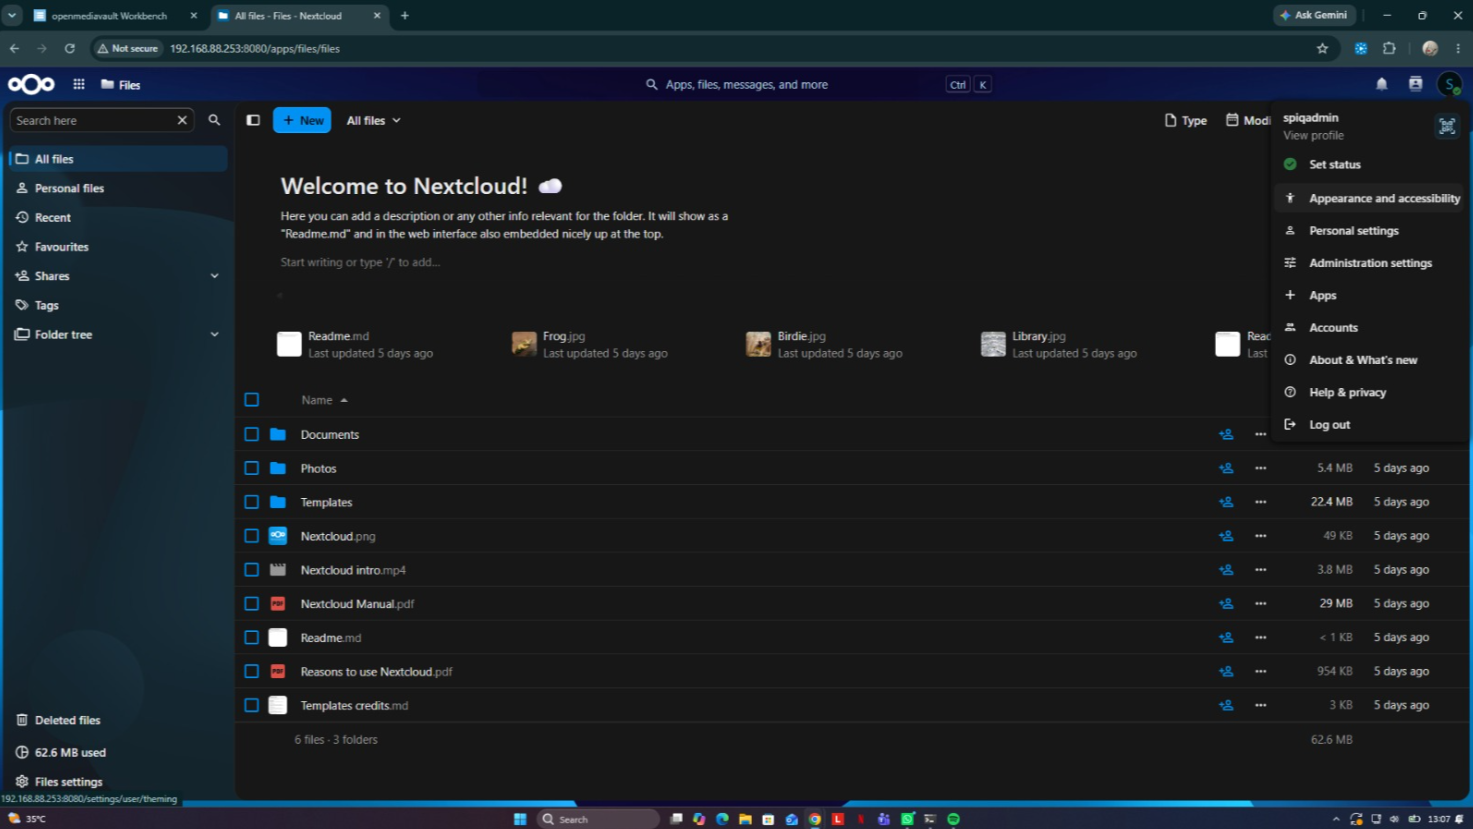 openmediavault Workbench
All files - Files - Nextcloud
Ask Gemini
Not secure
192.168.88.253:8080/apps/files/files
Files
Apps, files, messages, and more
Ctrl K
S
Search here
New
All files
Type
Modi
All files
Personal files
Recent
Favourites
Shares
Tags
Folder tree
Welcome to Nextcloud!
Here you can add a description or any other info relevant for the folder. It will show as a
"Readme.md" and in the web interface also embedded nicely up at the top.
Start writing or type '/' to add...
Readme.md
Last updated 5 days ago
Frog.jpg
Last updated 5 days ago
Birdie.jpg
Last updated 5 days ago
Library.jpg
Last updated 5 days ago
Reac
Last
spiqadmin
View profile
Set status
Appearance and accessibility
Personal settings
Administration settings
Apps
Accounts
About & What's new
Help & privacy
Log out
Name
Documents
Photos 5.4 MB 5 days ago
Templates 22.4 MB 5 days ago
Nextcloud.png 49 KB 5 days ago
Nextcloud intro.mp4 3.8 MB 5 days ago
PDF Nextcloud Manual.pdf 29 MB 5 days ago
Readme.md < 1 KB 5 days ago
PDF Reasons to use Nextcloud.pdf 954 KB 5 days ago
Templates credits.md 3 KB 5 days ago
6 files - 3 folders 62.6 MB
Deleted files
62.6 MB used
Files settings
192.168.88.253:8080/settings/user/theming
35°C
Search
L
13:07